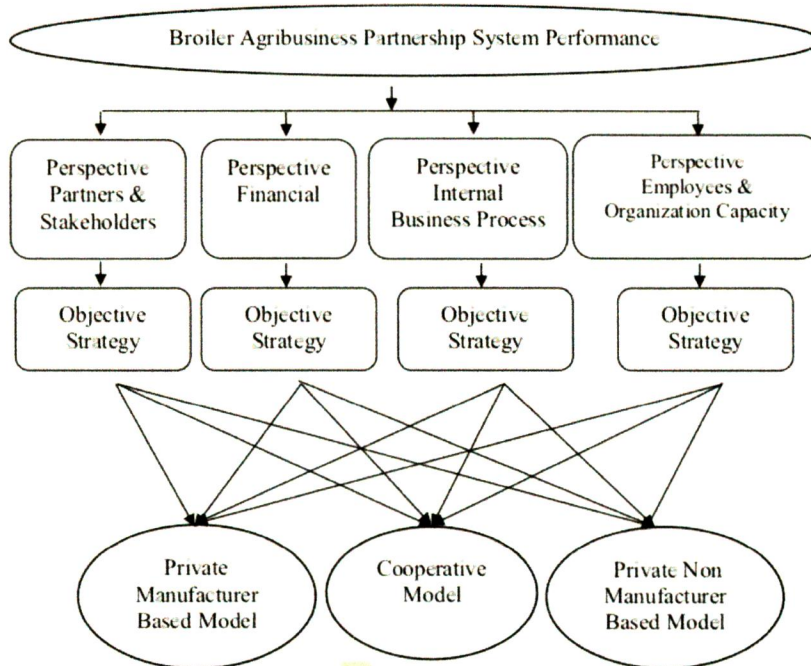 Broiler Agribusiness Partnership System Performance
Perspective
Partners &
Stakeholders
Perspective
Financial
Perspective
Internal
Business Process
Perspective
Employees &
Organization Capacity
Objective
Strategy
Objective
Strategy
Objective
Strategy
Objective
Strategy
Private
Manufacturer
Based Model
Cooperative
Model
Private Non
Manufacturer
Based Model